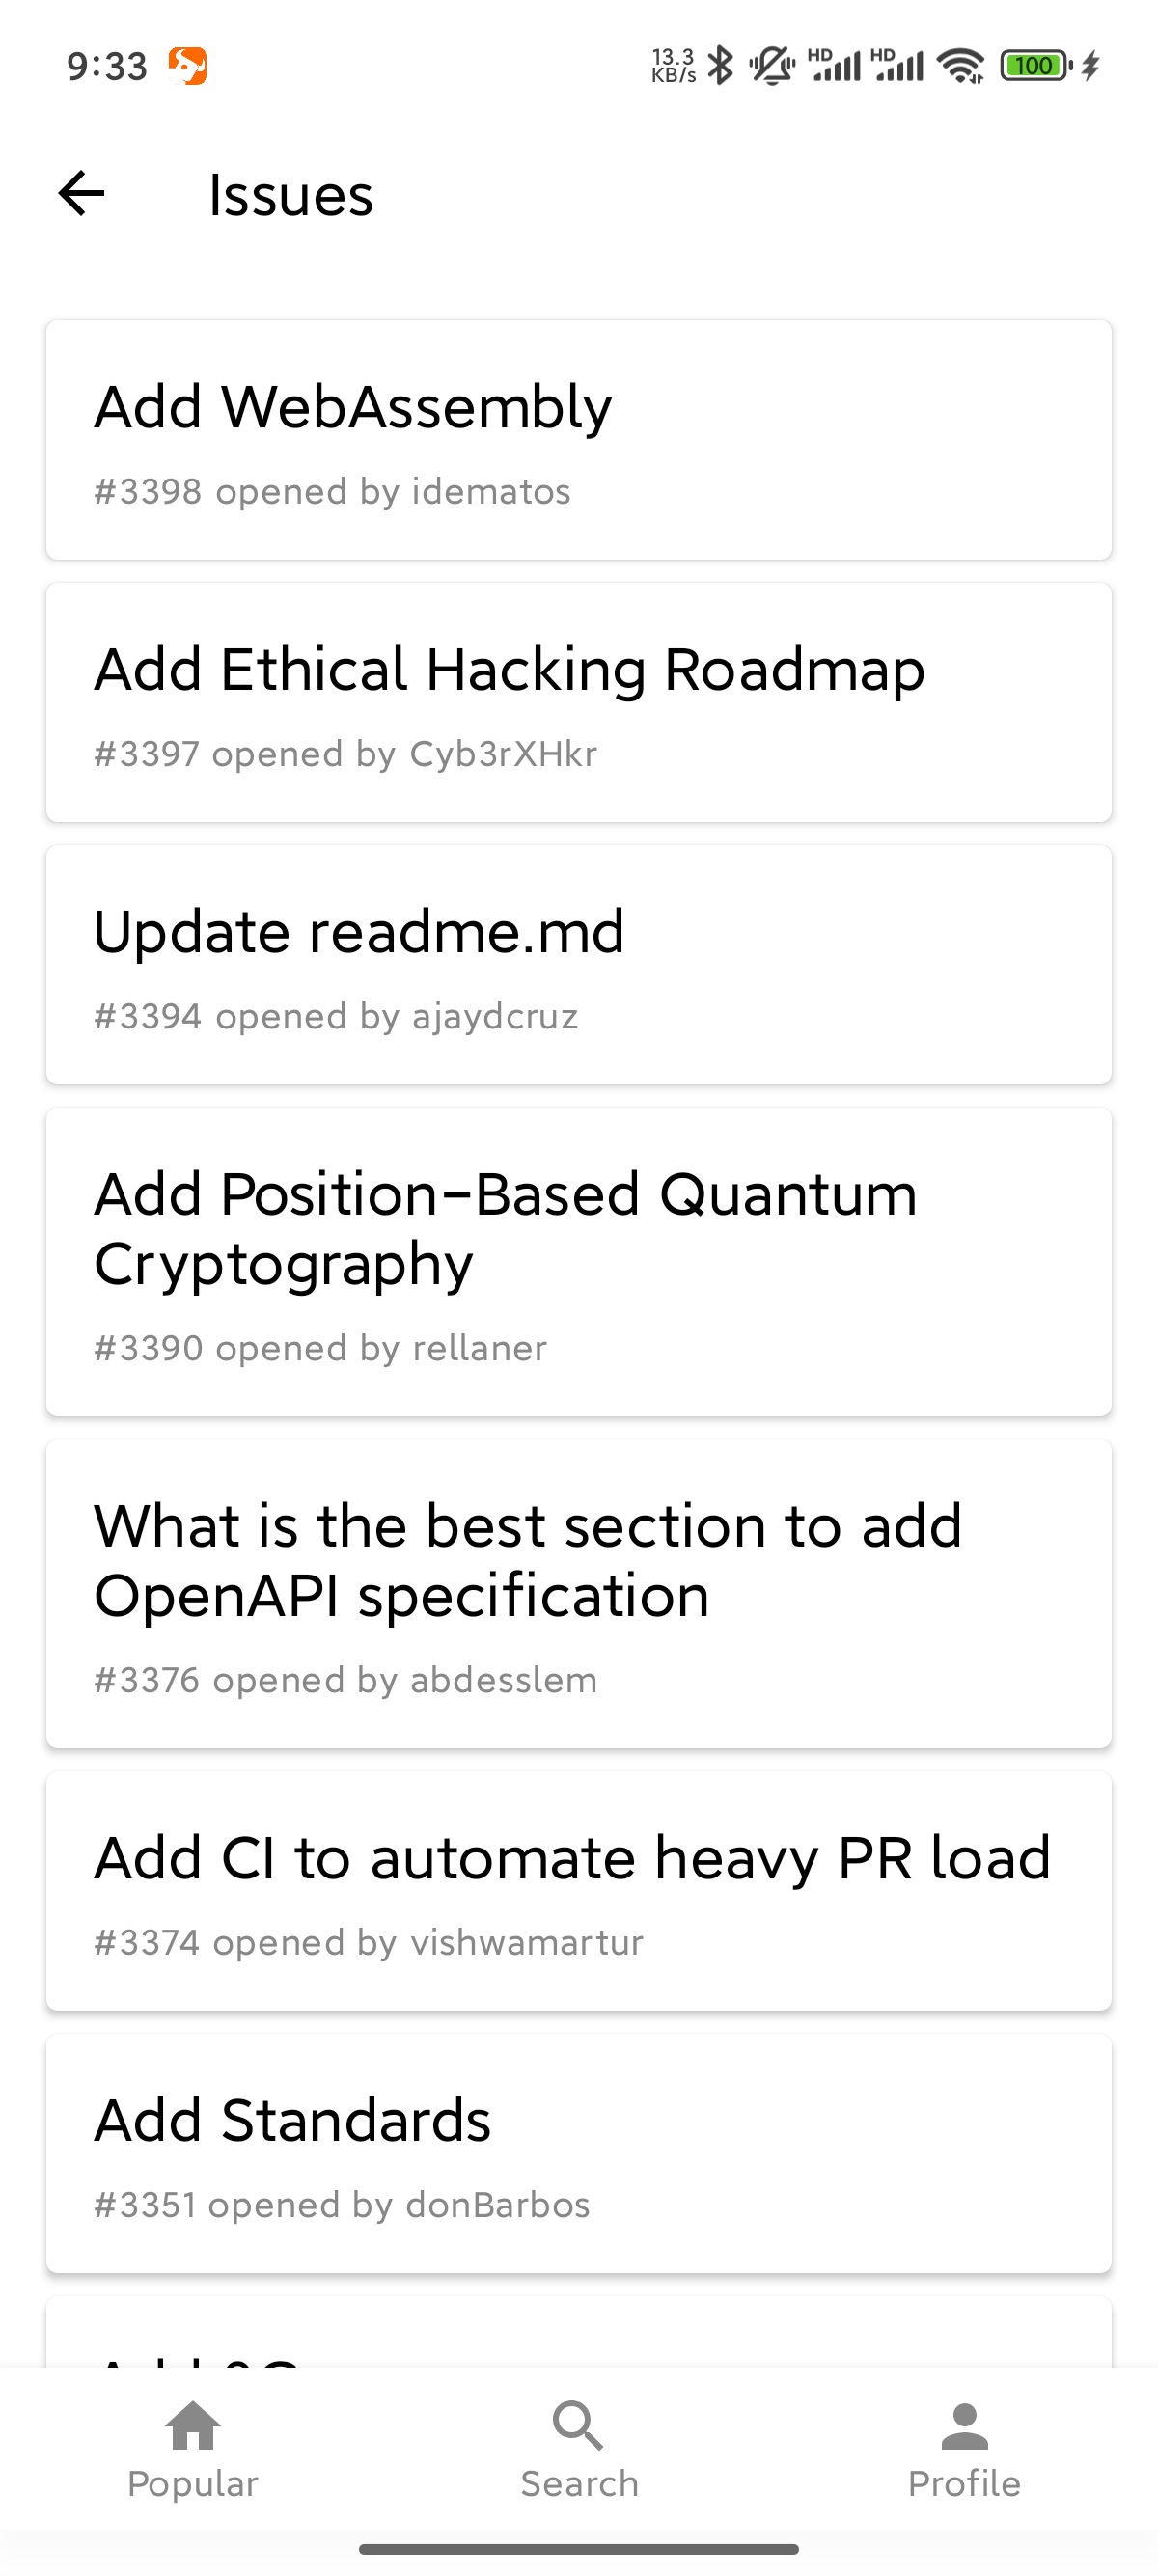 9:33
13.3
KB/s
HD
HD
100
Issues
Add WebAssembly
#3398 opened by idematos
Add Ethical Hacking Roadmap
#3397 opened by Cyb3rXHkr
Update readme.md
#3394 opened by ajaydcruz
Add Position-Based Quantum
Cryptography
#3390 opened by rellaner
What is the best section to add
OpenAPI specification
#3376 opened by abdesslem
Add CI to automate heavy PR load
#3374 opened by vishwamartur
Add Standards
#3351 opened by donBarbos
Popular
Search
Profile